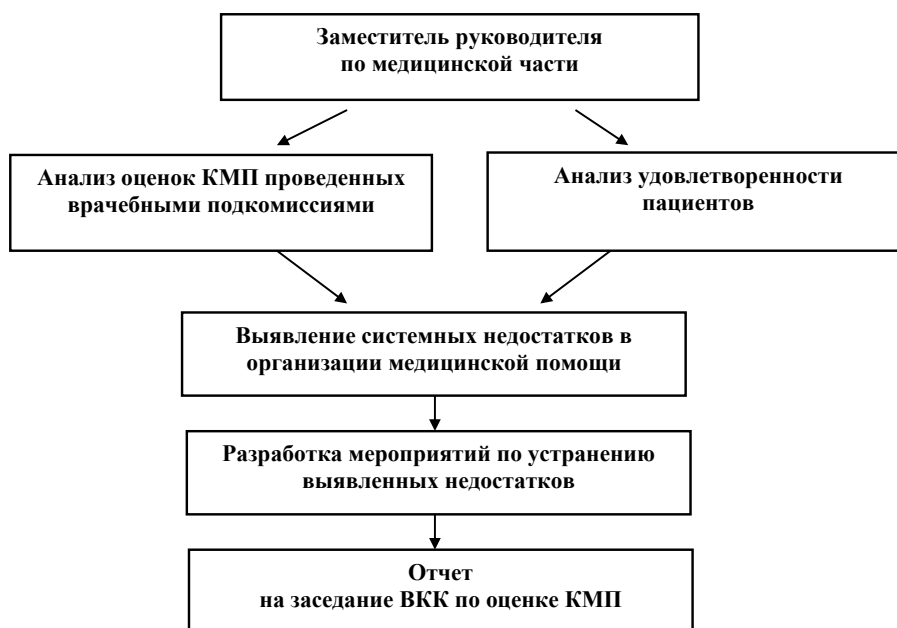 Заместитель руководителя
по медицинской части
Анализ оценок КМП проведенных
врачебными подкомиссиями
Анализ удовлетворенности
пациентов
Выявление системных недостатков в
организации медицинской помощи
Разработка мероприятий по устранению
выявленных недостатков
Отчет
на заседание ВКК по оценке КМП